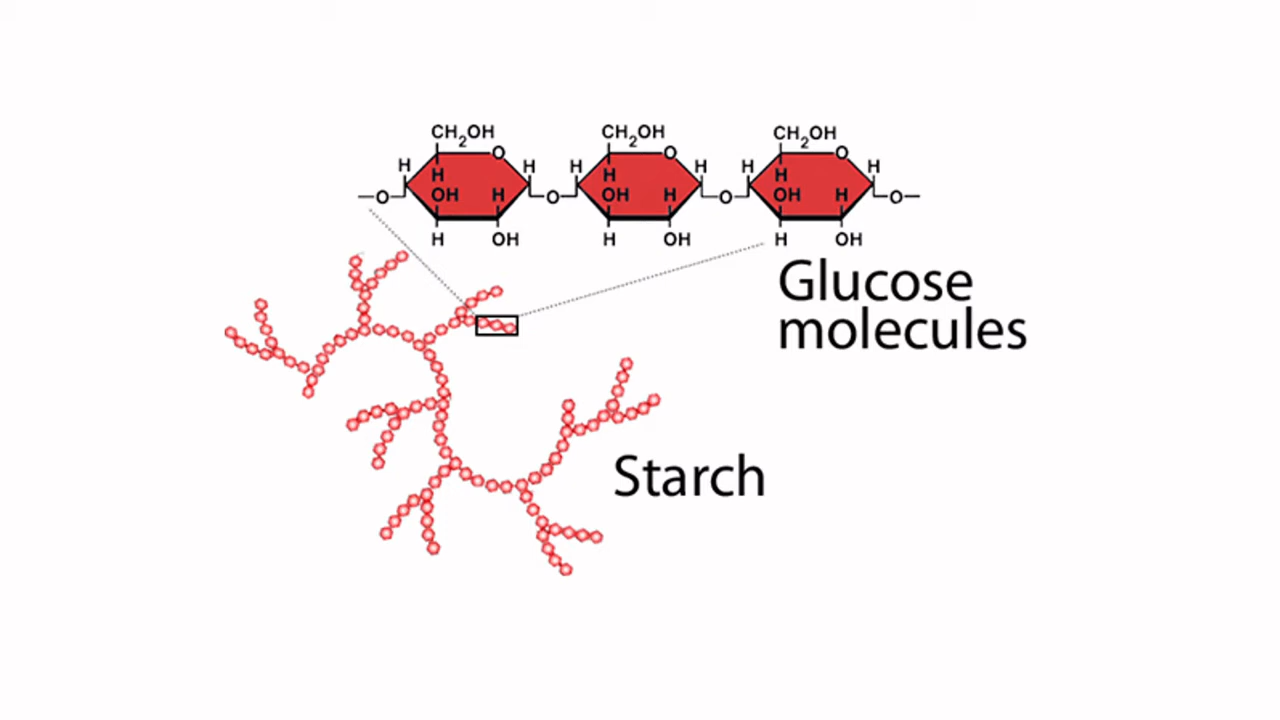 CH2OH CH2OH CH2OH
H O H H O H H O H
H H H
O OH H O OH H O OH H O
H OH H OH H OH
Glucose
molecules
Starch